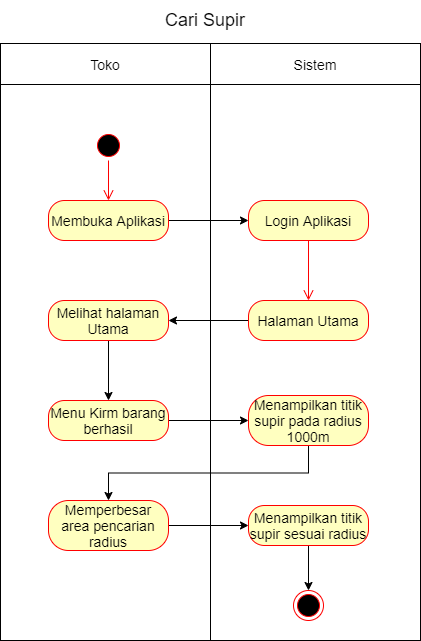 Cari Supir
Toko
Sistem
Membuka Aplikasi
Login Aplikasi
Melihat halaman
Utama
Halaman Utama
Menu Kirm barang
berhasil
Menampilkan titik
supir pada radius
1000m
Memperbesar
area pencarian
radius
Menampilkan titik
supir sesuai radius